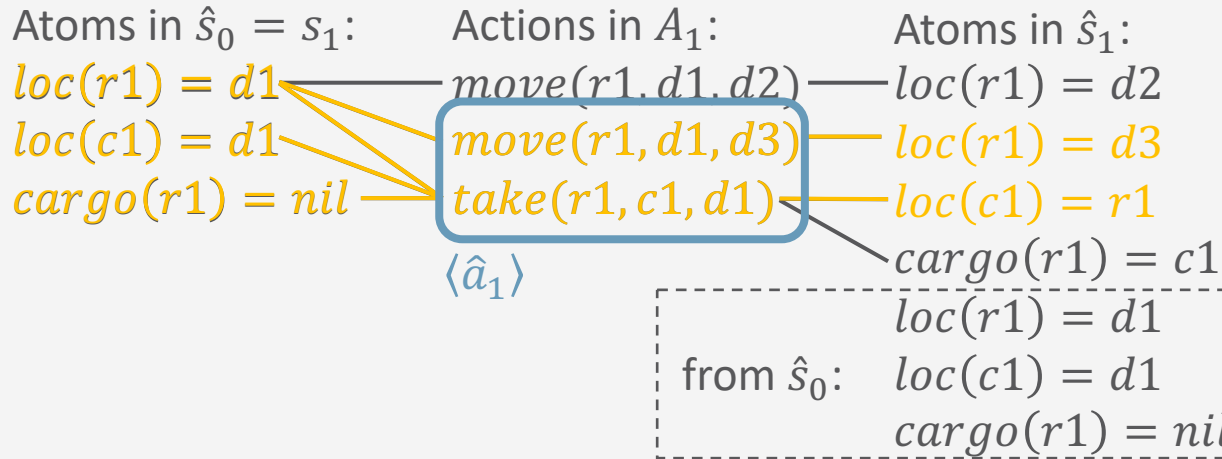 Atoms in ŝ₀ = s₁:
loc(r1) = d1
loc(c1) = d1
cargo(r1) = nil
Actions in A₁:
move(r1, d1, d2)
move(r1, d1, d3)
take(r1, c1, d1)
⟨â₁⟩
Atoms in ŝ₁:
loc(r1) = d2
loc(r1) = d3
loc(c1) = r1
cargo(r1) = c1
from ŝ₀:
loc(r1) = d1
loc(c1) = d1
cargo(r1) = nil